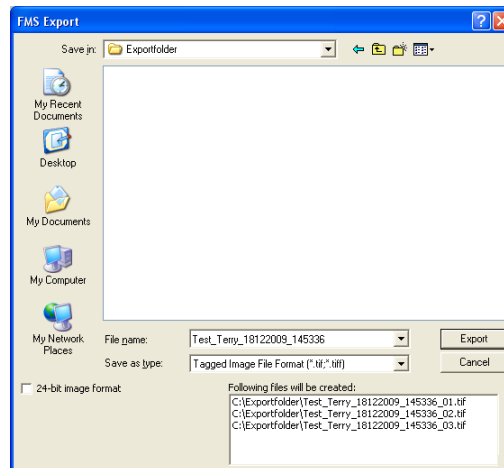 FMS Export
Save in:
Exportfolder
My Recent
Documents
Desktop
My Documents
My Computer
My Network
Places
File name:
Test_Terry_18122009_145336
Export
Save as type:
Tagged Image File Format (*.tif;*.tiff)
Cancel
24-bit image format
Following files will be created:
C:\Exportfolder\Test_Terry_18122009_145336_01.tif
C:\Exportfolder\Test_Terry_18122009_145336_02.tif
C:\Exportfolder\Test_Terry_18122009_145336_03.tif